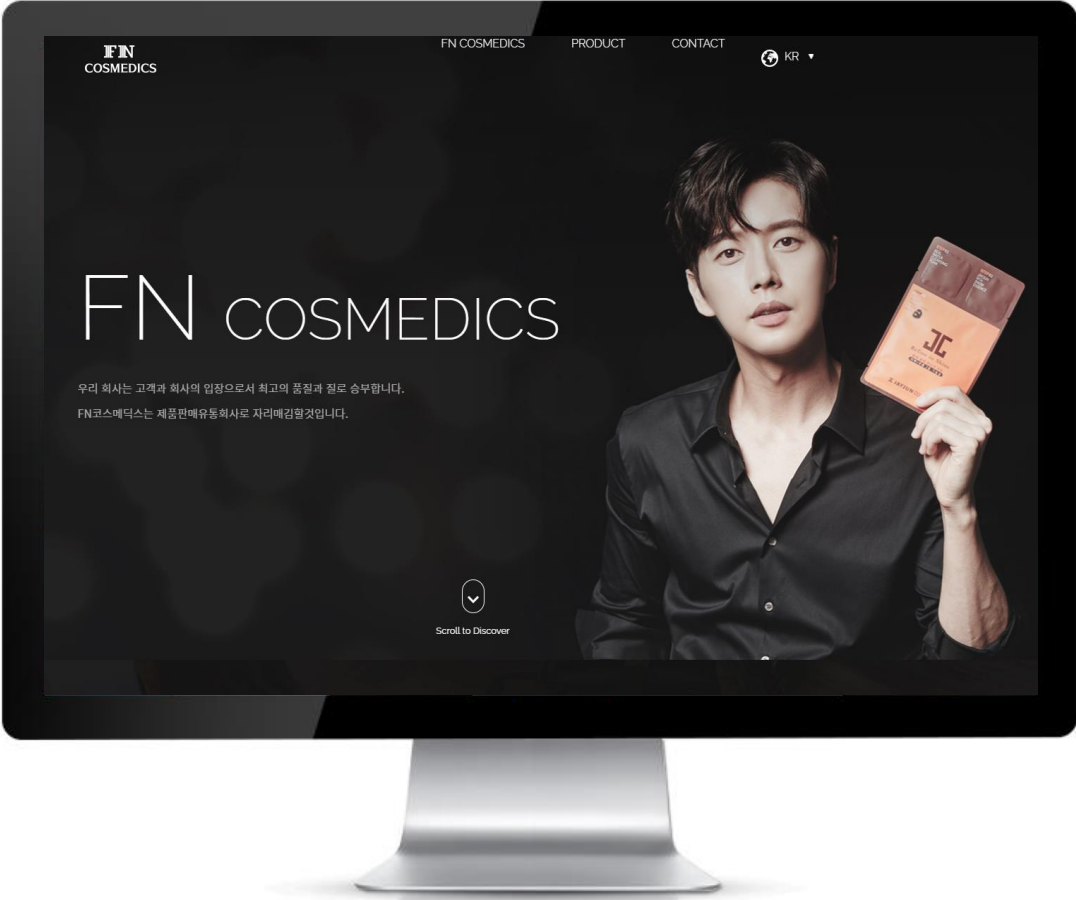 FN
COSMEDICS
FN COSMEDICS
PRODUCT
CONTACT
KR
FN COSMEDICS
우리 회사는 고객과 회사의 입장으로서 최고의 품질과 질로 승부합니다.
FN코스메딕스는 제품판매유통회사로 자리매김할것입니다.
Scroll to Discover
JC